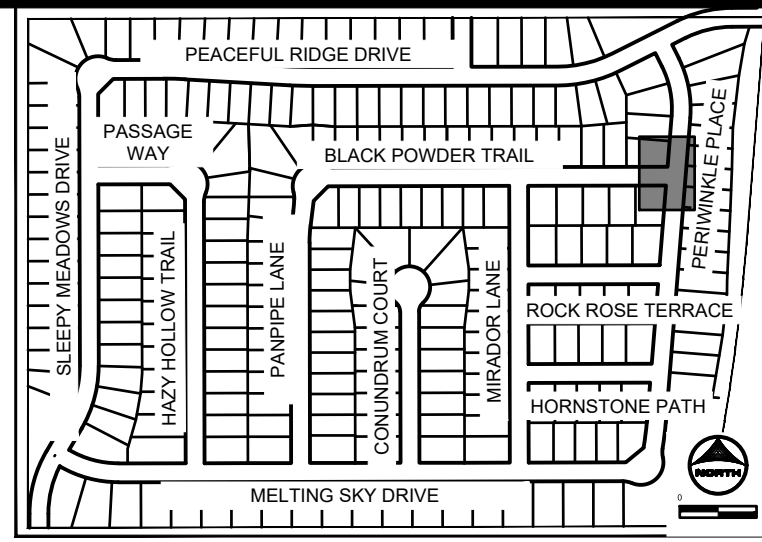 PEACEFUL RIDGE DRIVE
PASSAGE
WAY
BLACK POWDER TRAIL
PERIWINKLE PLACE
SLEEPY MEADOWS DRIVE
HAZY HOLLOW TRAIL
PANPIPE LANE
CONUNDRUM COURT
MIRADOR LANE
ROCK ROSE TERRACE
HORNSTONE PATH
NORTH
MELTING SKY DRIVE
0